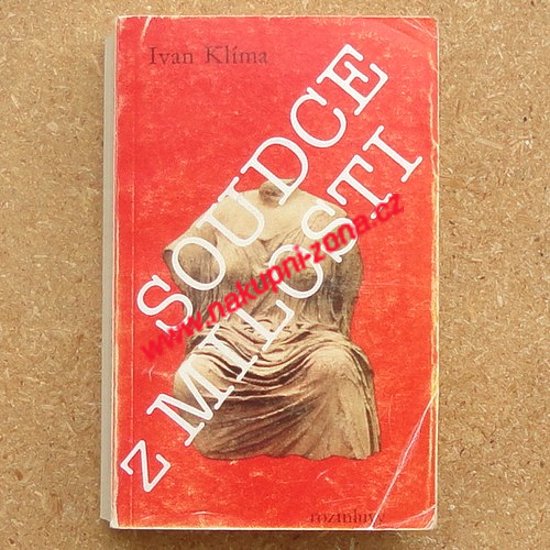 Ivan Klíma
SOUDCE
Z MILOSTI
www.nakupni-zona.cz
rozmluvy